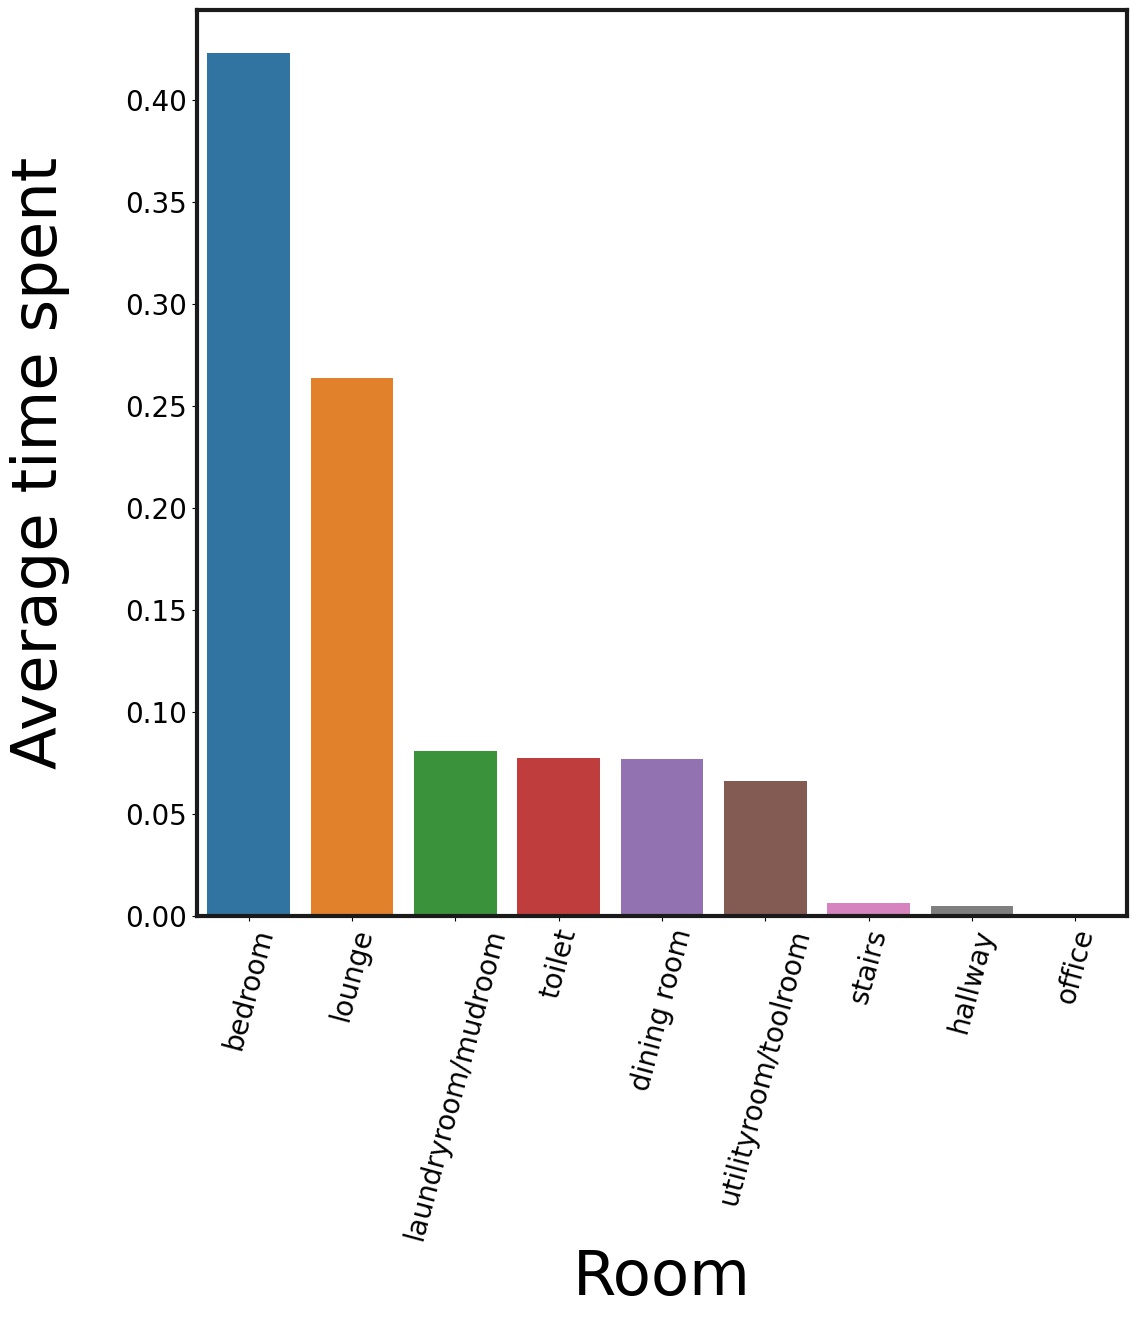 Average time spent
0.40
0.35
0.30
0.25
0.20
0.15
0.10
0.05
0.00
bedroom
lounge
laundryroom/mudroom
toilet
dining room
utilityroom/toolroom
stairs
hallway
office
Room